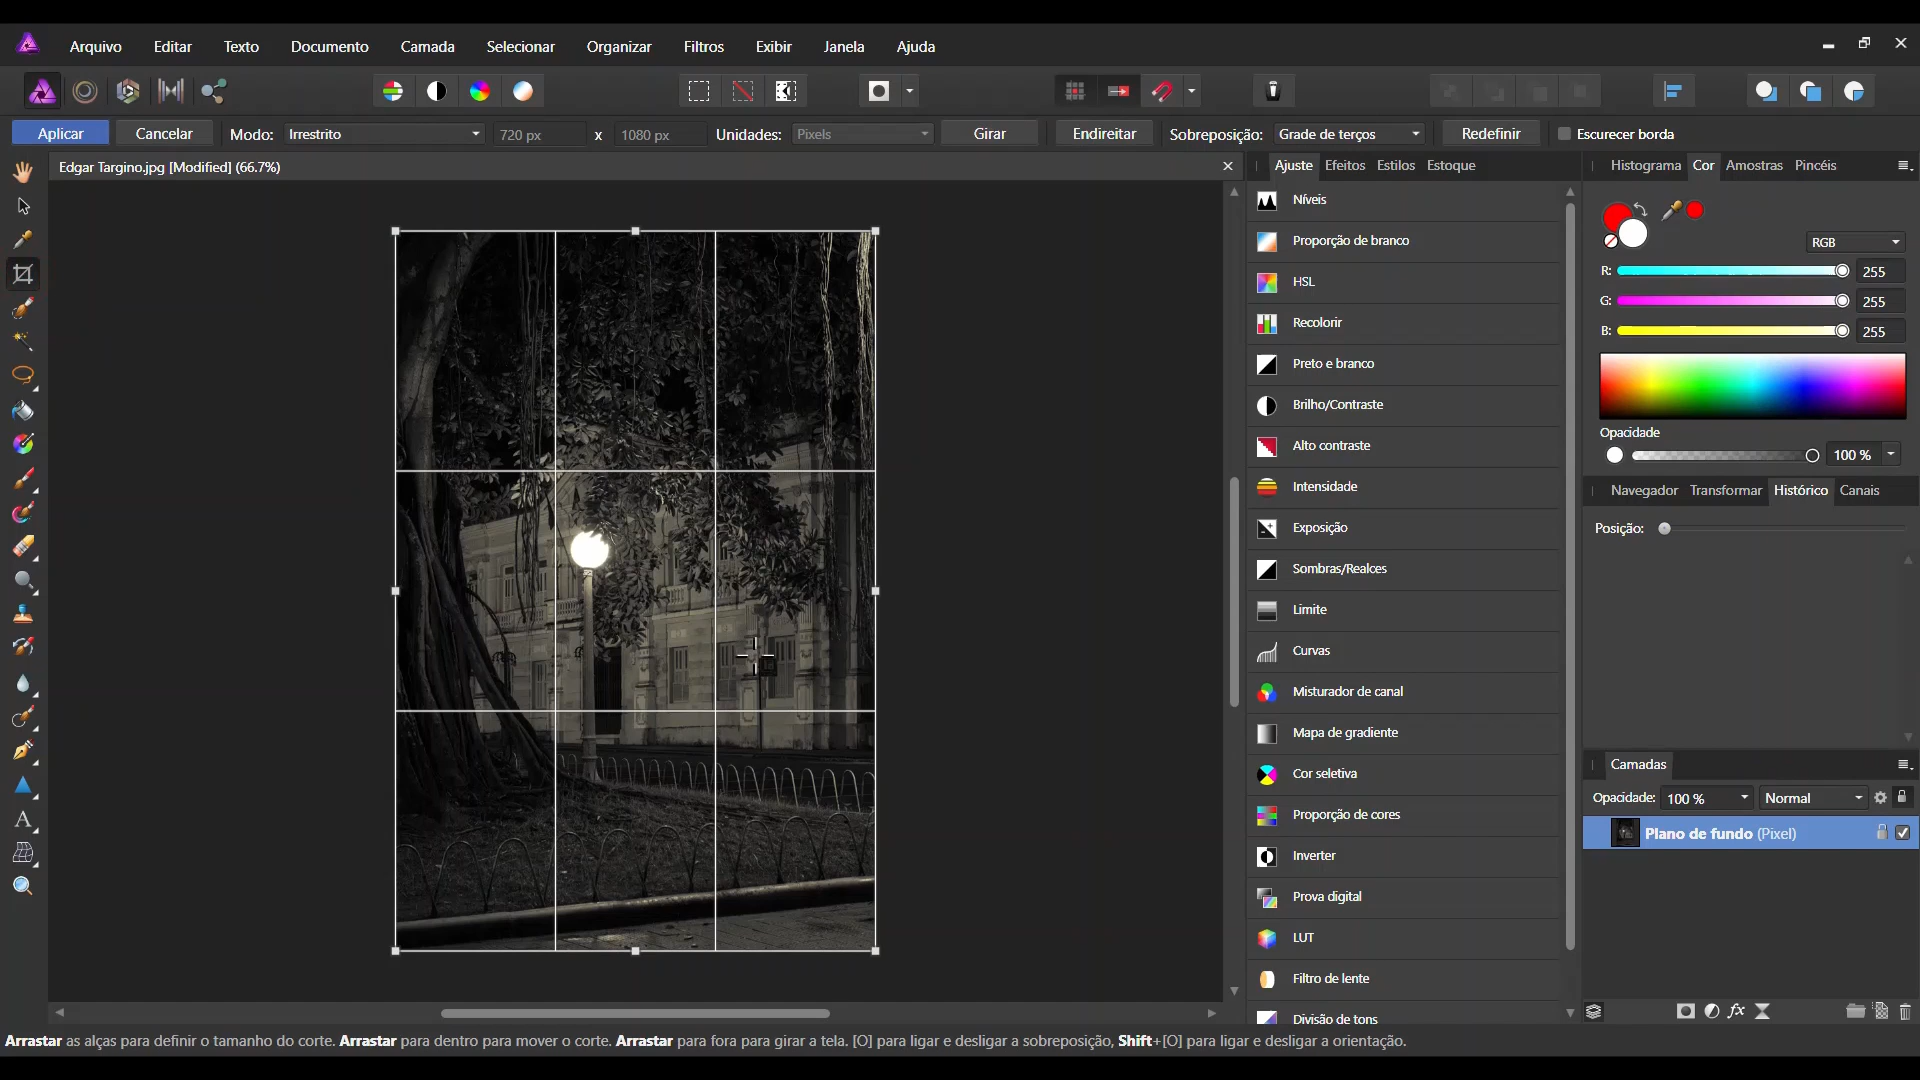 Arquivo Editar Texto Documento Camada Selecionar Organizar Filtros Exibir Janela Ajuda
Aplicar Cancelar Modo: Irrestrito 720 px x 1080 px Unidades: Pixels Girar Endireitar Sobreposição: Grade de terços Redefinir Escurecer borda
Edgar Targino.jpg [Modified] (66.7%)
Ajuste Efeitos Estilos Estoque
Níveis
Proporção de branco
HSL
Recolorir
Preto e branco
Brilho/Contraste
Alto contraste
Intensidade
Exposição
Sombras/Realces
Limite
Curvas
Misturador de canal
Mapa de gradiente
Cor seletiva
Proporção de cores
Inverter
Prova digital
LUT
Filtro de lente
Divisão de tons
Histograma Cor Amostras Pincéis
RGB
R: 255
G: 255
B: 255
Opacidade
100 %
Navegador Transformar Histórico Canais
Posição:
Camadas
Opacidade: 100 % Normal
Plano de fundo (Pixel)
Arrastar as alças para definir o tamanho do corte. Arrastar para dentro para mover o corte. Arrastar para fora para girar a tela. [O] para ligar e desligar a sobreposição, Shift+[O] para ligar e desligar a orientação.